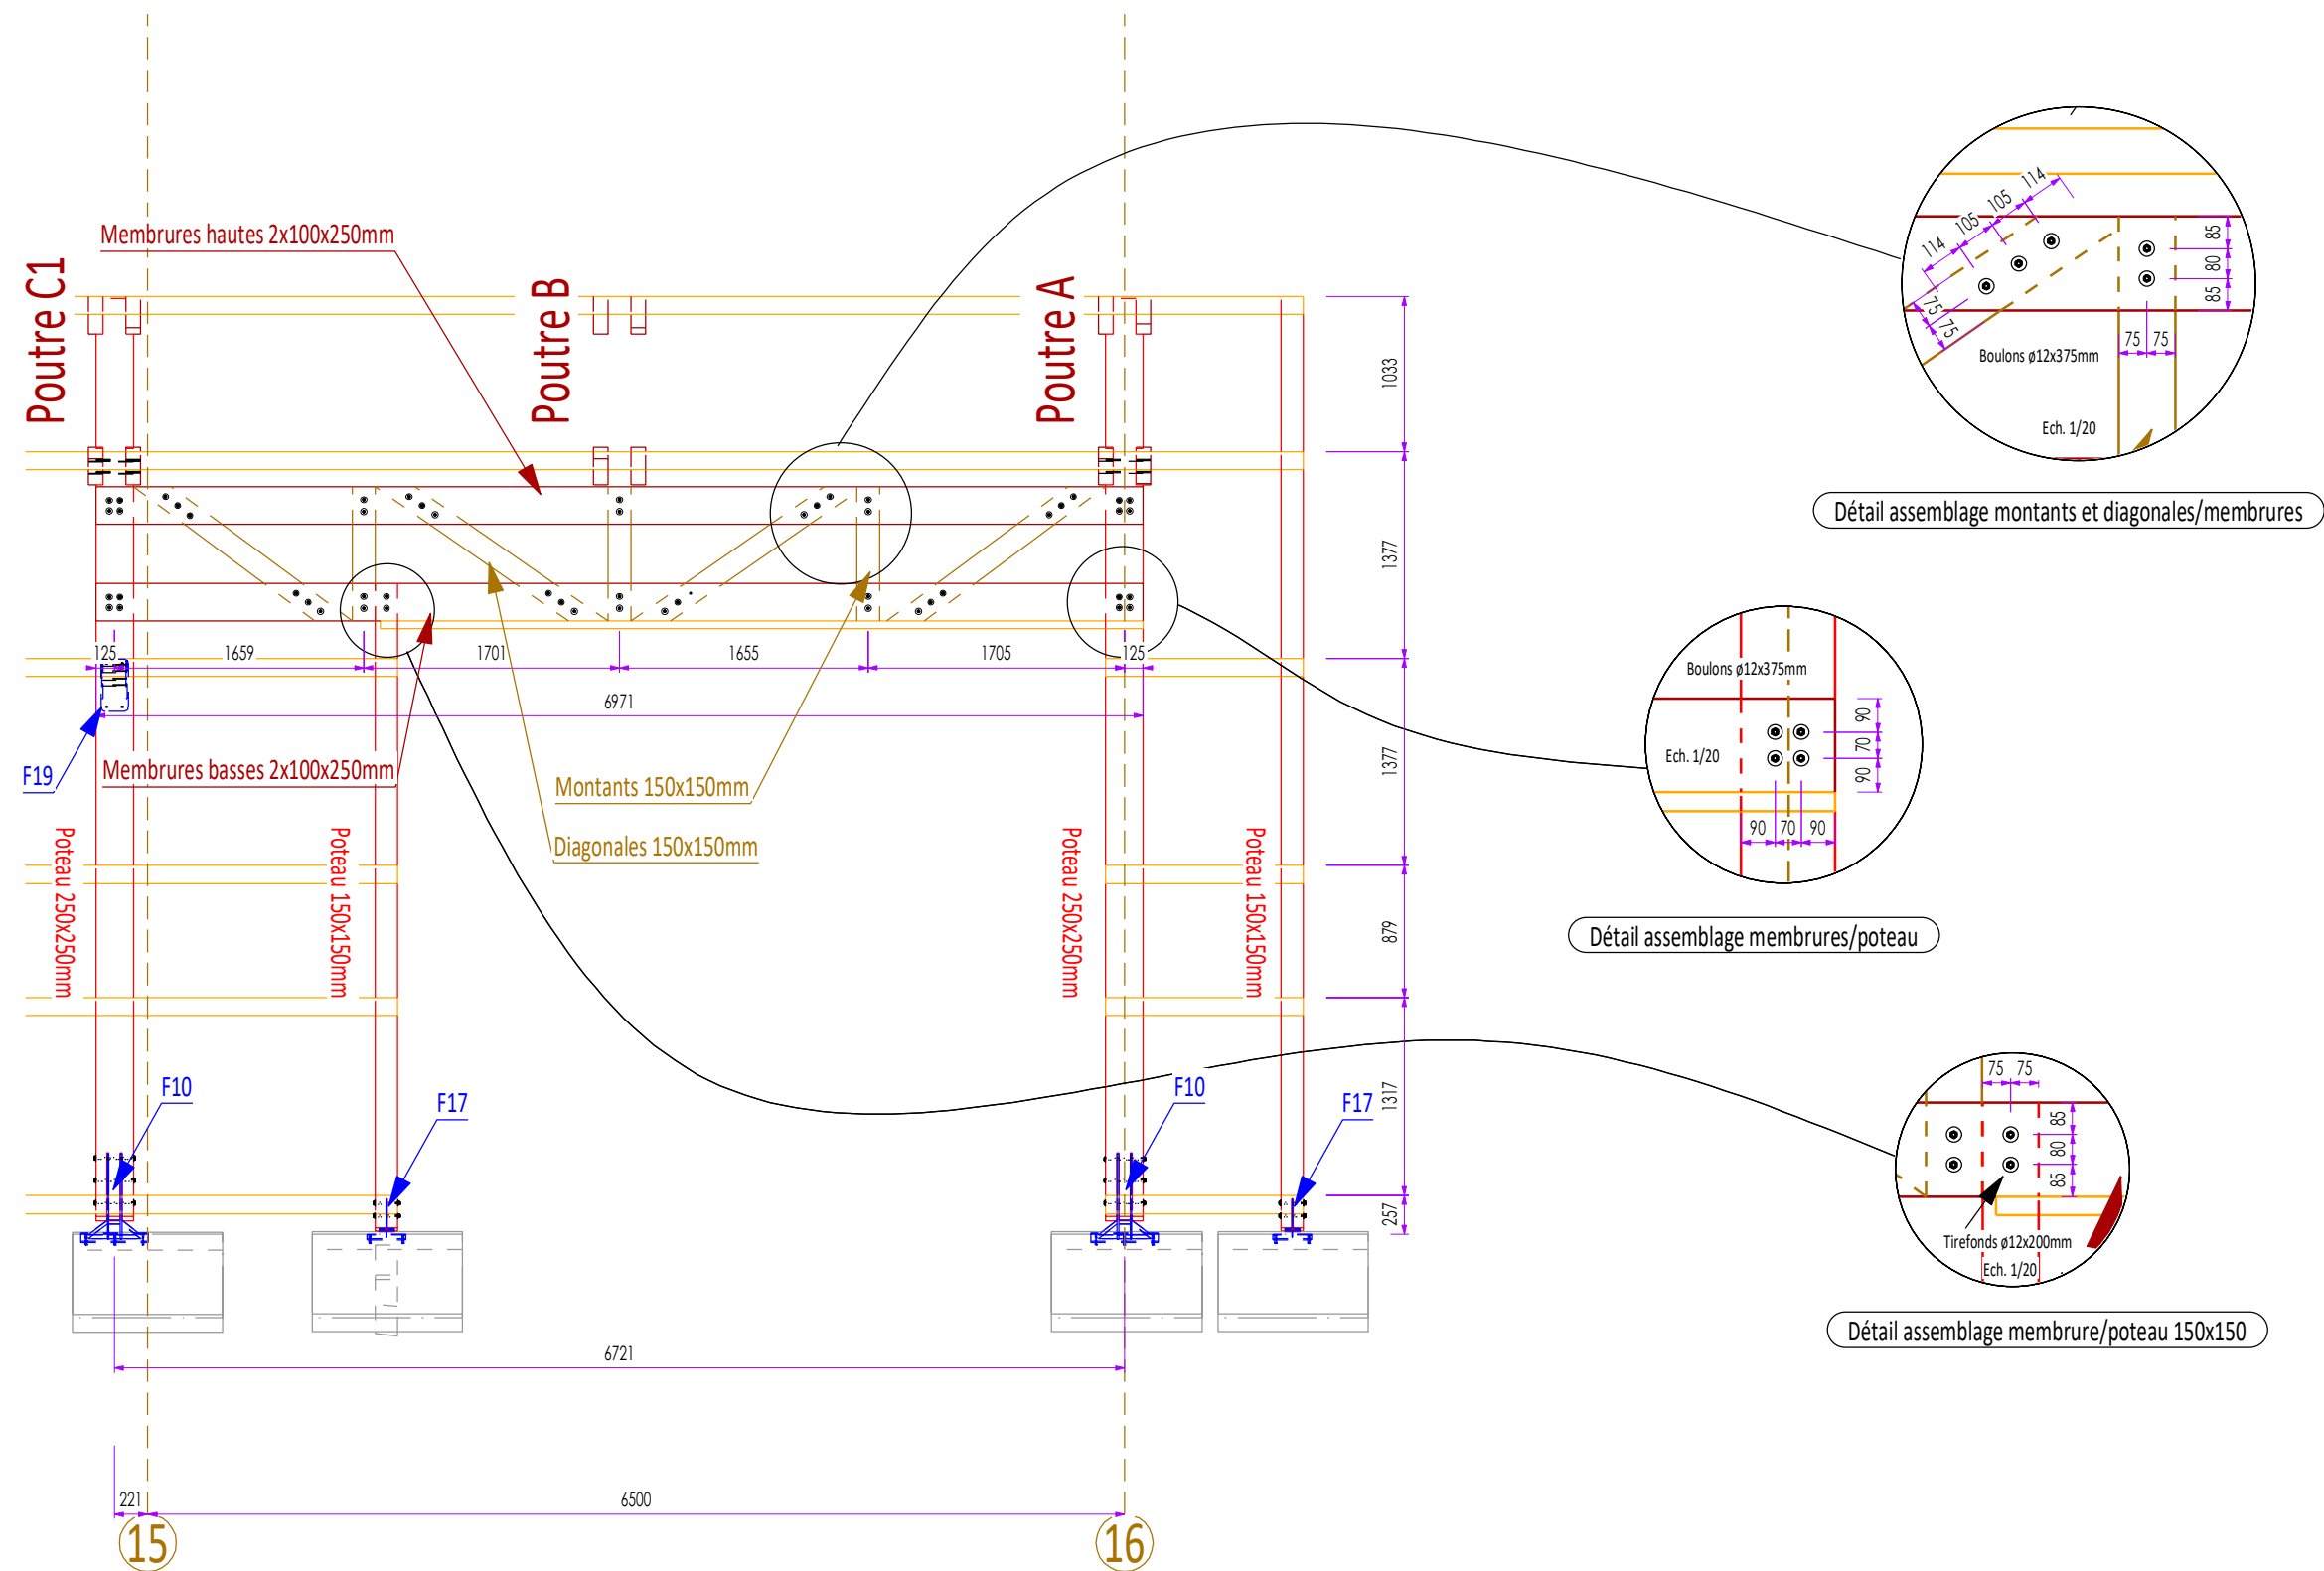 Membrures hautes 2x100x250mm
Poutre C1
Poutre B
Poutre A
1033
1377
1377
879
1317
257
125
1659
1701
1655
1705
125
6971
F19
Membrures basses 2x100x250mm
Montants 150x150mm
Diagonales 150x150mm
Poteau 250x250mm
Poteau 150x150mm
Poteau 250x250mm
Poteau 150x150mm
F10
F17
F10
F17
6721
221
6500
15
16
114
105
105
114
75
75
85
80
85
75
75
Boulons ø12x375mm
Ech. 1/20
Détail assemblage montants et diagonales/membrures
Boulons ø12x375mm
Ech. 1/20
90
70
90
90
70
90
Détail assemblage membrures/poteau
75
75
85
80
85
Tirefonds ø12x200mm
Ech. 1/20
Détail assemblage membrure/poteau 150x150